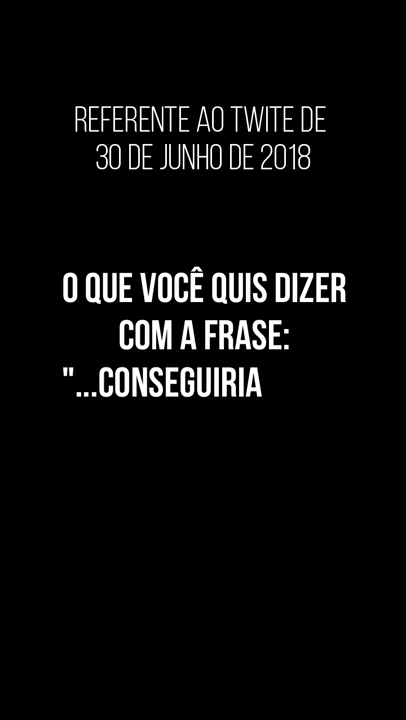 REFERENTE AO TWITE DE
30 DE JUNHO DE 2018
O QUE VOCÊ QUIS DIZER
COM A FRASE:
"...CONSEGUIRIA